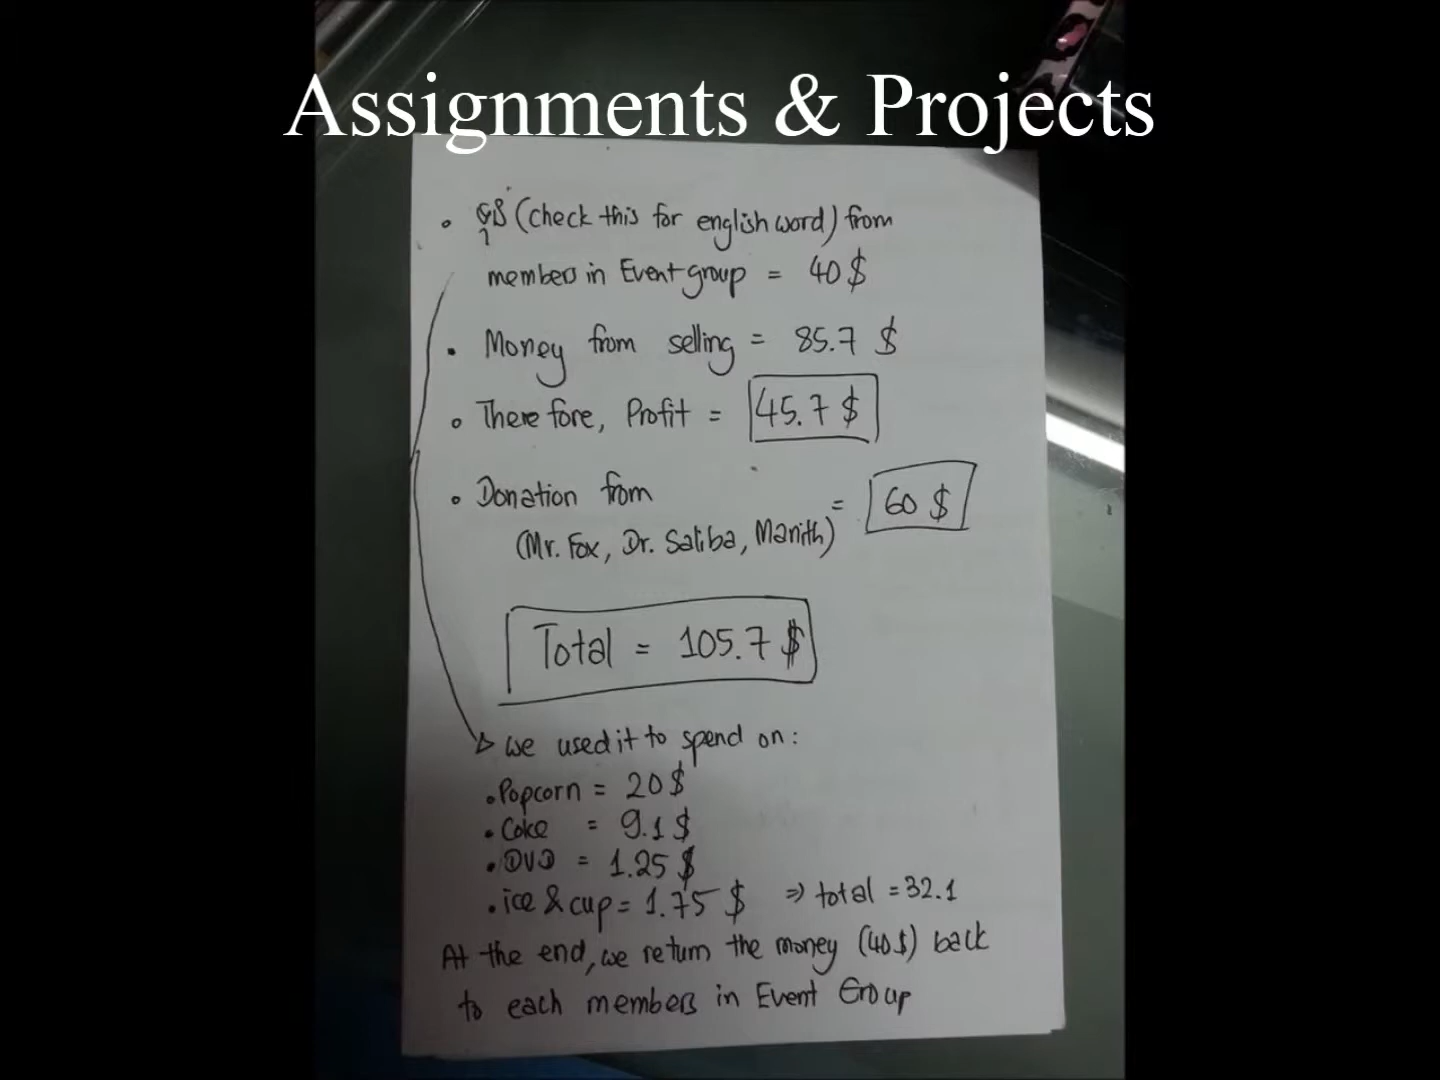 Assignments & Projects
(check this for english word) from
members in Event group = 40 $
Money from selling = 85.7 $
Therefore, Profit = 45.7 $
Donation from
(Mr. Fox, Dr. Saliba, Manith) = 60 $
Total = 105.7 $
we used it to spend on:
Popcorn = 20 $
Coke = 9.1 $
DVD = 1.25 $
ice & cup = 1.75 $ ⇒ total = 32.1
At the end, we return the money (40 $) back
to each members in Event Group